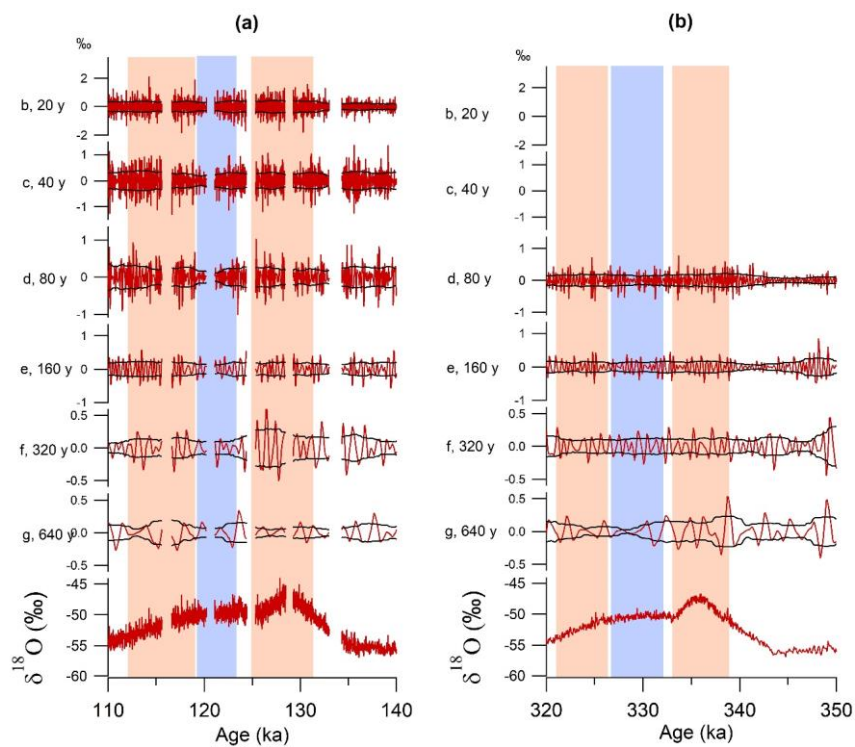 (a)
‰
b, 20 y
2
0
-2
c, 40 y
1
0
-1
d, 80 y
1
0
-1
e, 160 y
1
0
-1
f, 320 y
0.5
0.0
-0.5
g, 640 y
0.5
0.0
-0.5
δ18O (‰)
-45
-50
-55
-60
110 120 130 140
Age (ka)
(b)
‰
b, 20 y
2
0
-2
c, 40 y
1
0
-1
d, 80 y
1
0
-1
e, 160 y
1
0
-1
f, 320 y
0.5
0.0
-0.5
g, 640 y
0.5
0.0
-0.5
δ18O (‰)
-45
-50
-55
-60
320 330 340 350
Age (ka)